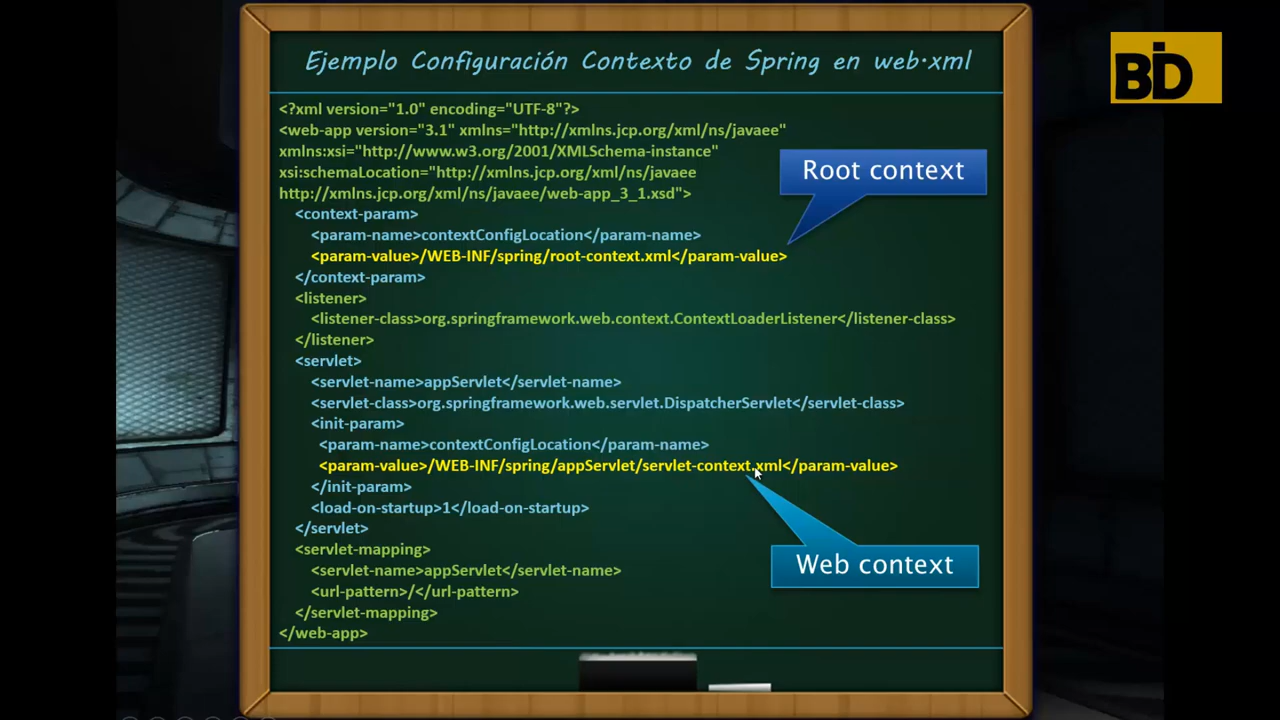 BID
Ejemplo Configuración Contexto de Spring en web.xml
<?xml version="1.0" encoding="UTF-8"?>
<web-app version="3.1" xmlns="http://xmlns.jcp.org/xml/ns/javaee"
xmlns:xsi="http://www.w3.org/2001/XMLSchema-instance"
xsi:schemaLocation="http://xmlns.jcp.org/xml/ns/javaee
http://xmlns.jcp.org/xml/ns/javaee/web-app_3_1.xsd">
Root context
<context-param>
<param-name>contextConfigLocation</param-name>
<param-value>/WEB-INF/spring/root-context.xml</param-value>
</context-param>
<listener>
<listener-class>org.springframework.web.context.ContextLoaderListener</listener-class>
</listener>
<servlet>
<servlet-name>appServlet</servlet-name>
<servlet-class>org.springframework.web.servlet.DispatcherServlet</servlet-class>
<init-param>
<param-name>contextConfigLocation</param-name>
<param-value>/WEB-INF/spring/appServlet/servlet-context.xml</param-value>
</init-param>
<load-on-startup>1</load-on-startup>
</servlet>
<servlet-mapping>
<servlet-name>appServlet</servlet-name>
<url-pattern>/</url-pattern>
</servlet-mapping>
</web-app>
Web context